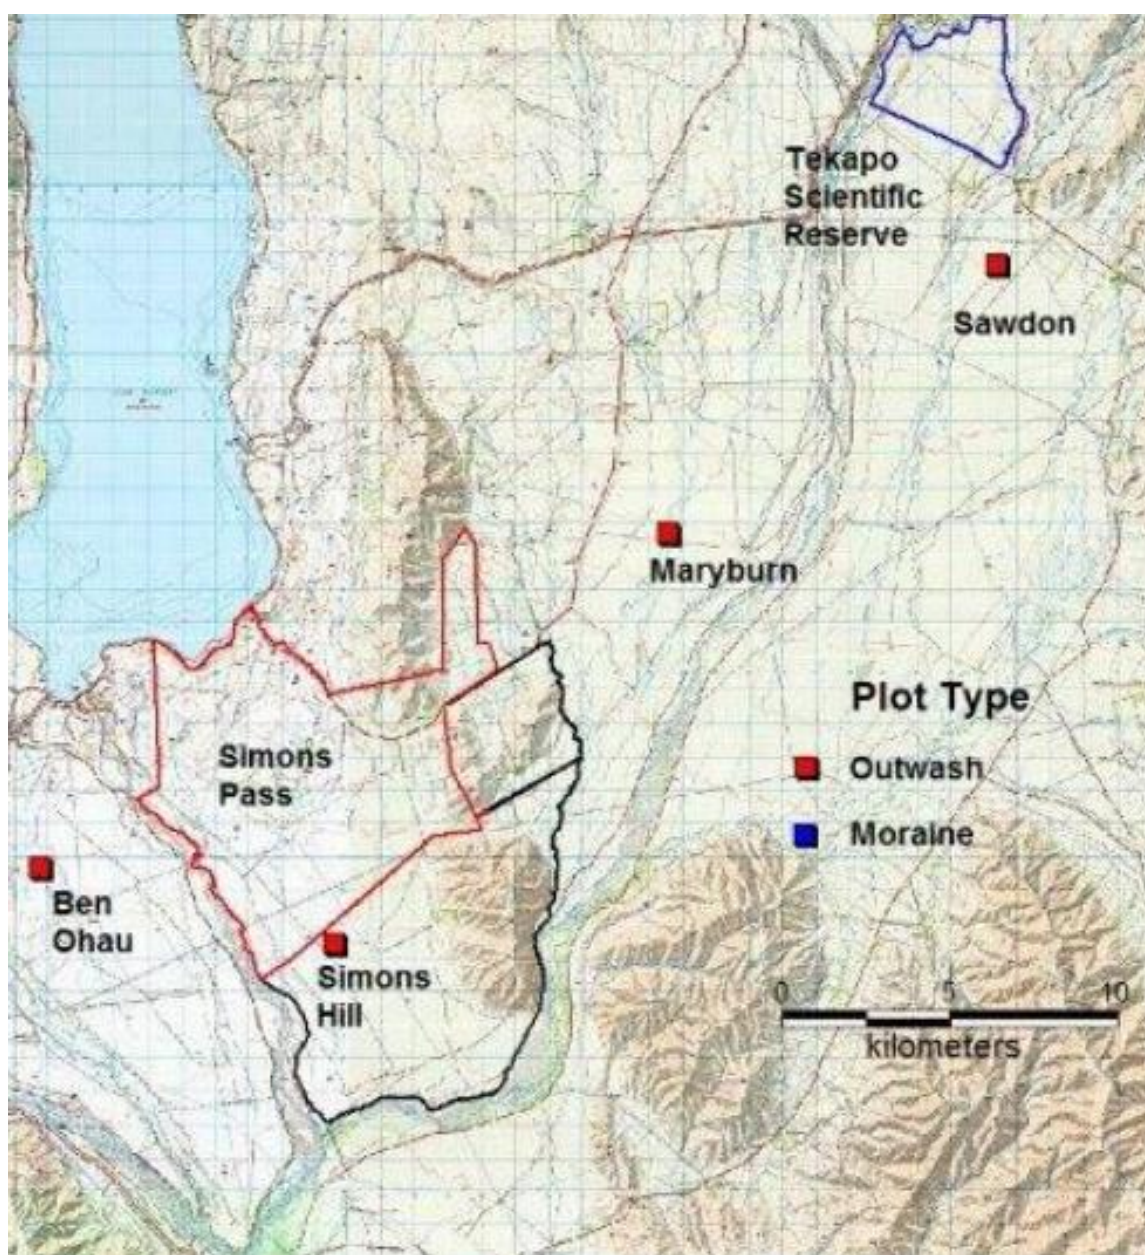 Tekapo
Scientific
Reserve
Sawdon
Maryburn
Plot Type
Simons
Pass
Outwash
Moraine
Ben
Ohau
Simons
Hill
0 5 10
kilometers